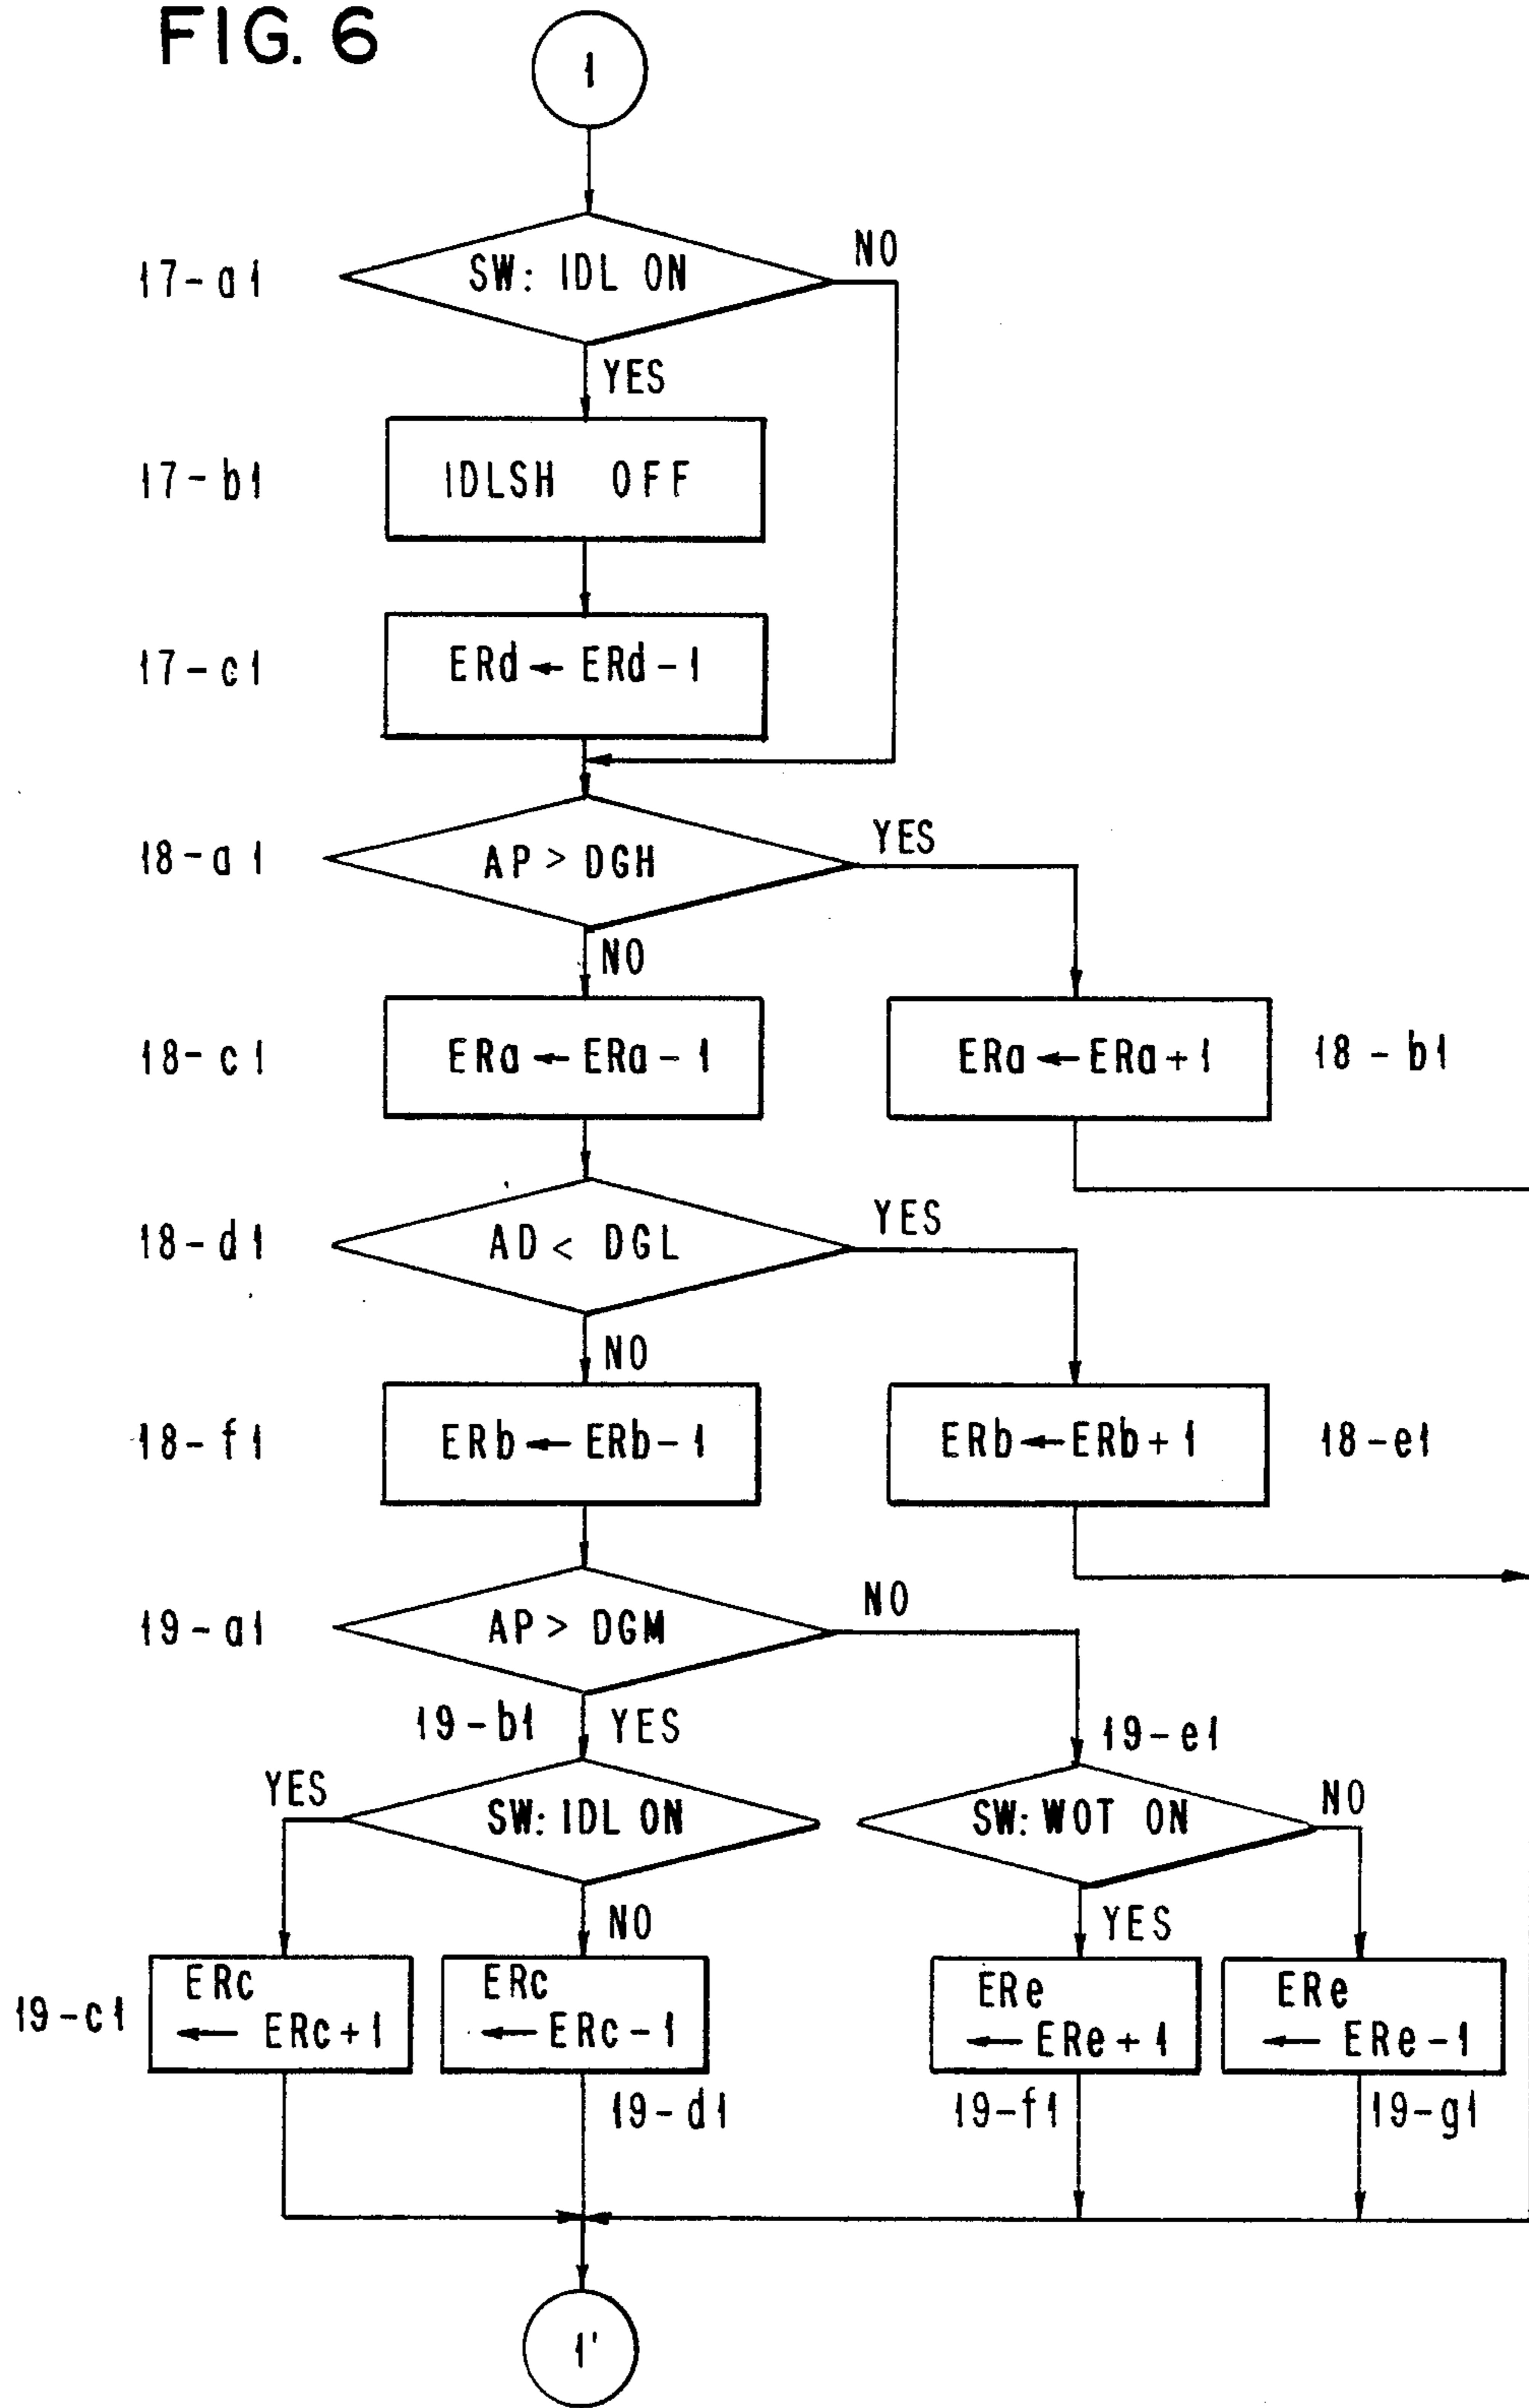 FIG. 6
1
17-a1
SW: IDL ON
NO
YES
17-b1
IDLSH OFF
17-c1
ERd ← ERd-1
18-a1
AP > DGH
YES
NO
18-c1
ERa ← ERa-1
ERa ← ERa+1
18-b1
18-d1
AD < DGL
YES
NO
18-f1
ERb ← ERb-1
ERb ← ERb+1
18-e1
19-a1
AP > DGM
NO
19-b1
YES
19-e1
YES
SW: IDL ON
SW: WOT ON
NO
NO
YES
19-c1
ERc
← ERc+1
ERc
← ERc-1
ERe
← ERe+1
ERe
← ERe-1
19-d1
19-f1
19-g1
1'